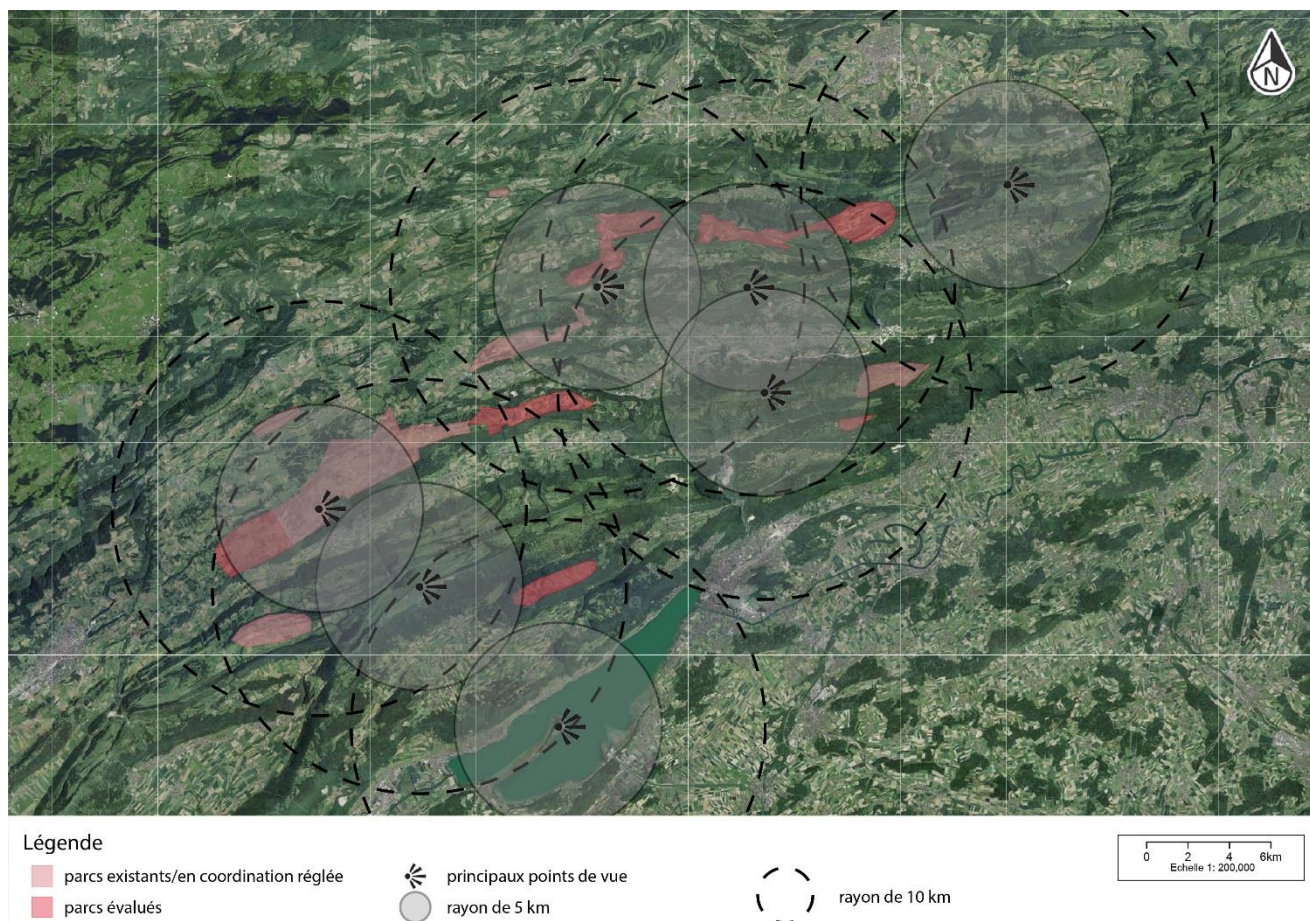 N
Légende
parcs existants/en coordination réglée
parcs évalués
principaux points de vue
rayon de 5 km
rayon de 10 km
0 2 4 6km
Echelle 1: 200,000